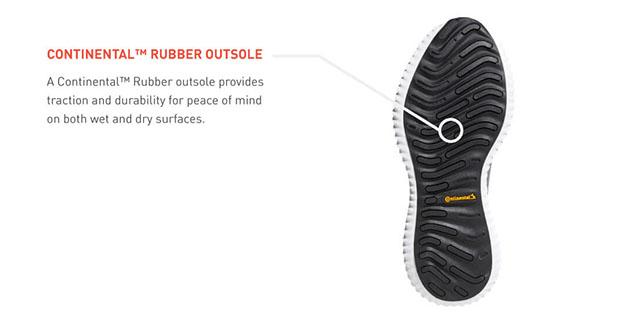 CONTINENTAL™ RUBBER OUTSOLE
A Continental™ Rubber outsole provides
traction and durability for peace of mind
on both wet and dry surfaces.
Continental